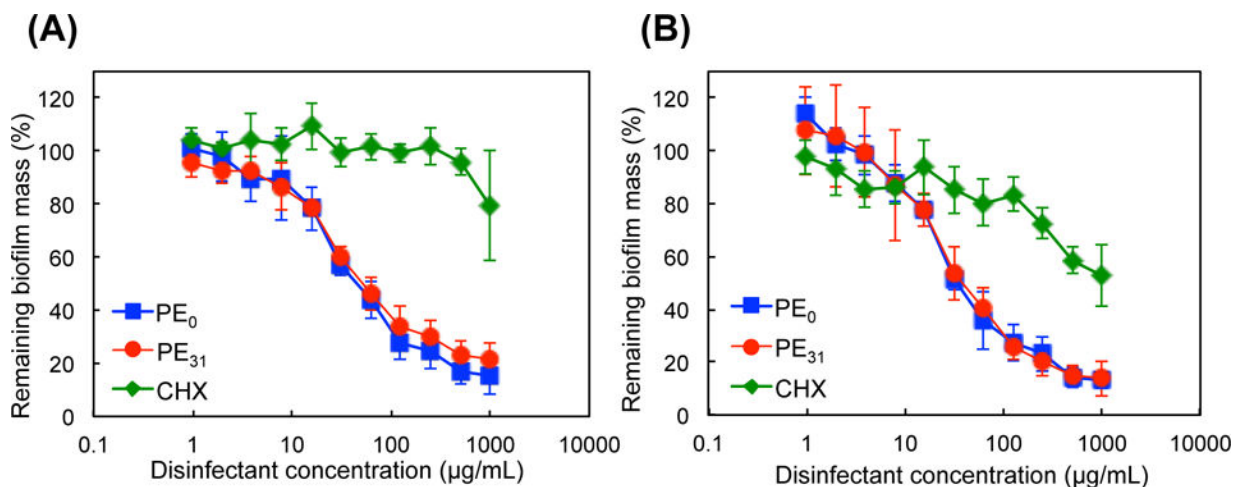 (A)
Remaining biofilm mass (%)
120
100
80
60
40
20
0
PE0
PE31
CHX
0.1 1 10 100 1000 10000
Disinfectant concentration (µg/mL)
(B)
Remaining biofilm mass (%)
120
100
80
60
40
20
0
PE0
PE31
CHX
0.1 1 10 100 1000 10000
Disinfectant concentration (µg/mL)